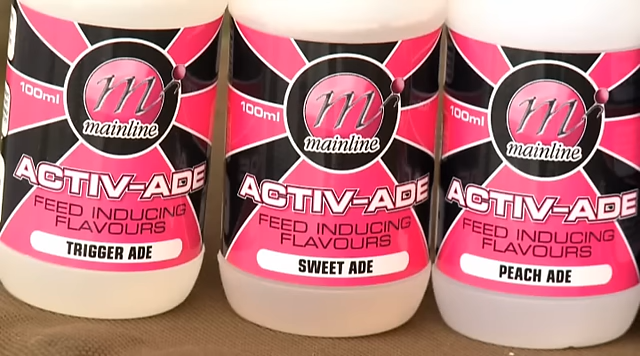 100ml
mainline
ACTIV-ADE
FEED INDUCING
FLAVOURS
TRIGGER ADE
100ml
mainline
ACTIV-ADE
FEED INDUCING
FLAVOURS
SWEET ADE
100ml
mainline
ACTIV-ADE
FEED INDUCING
FLAVOURS
PEACH ADE